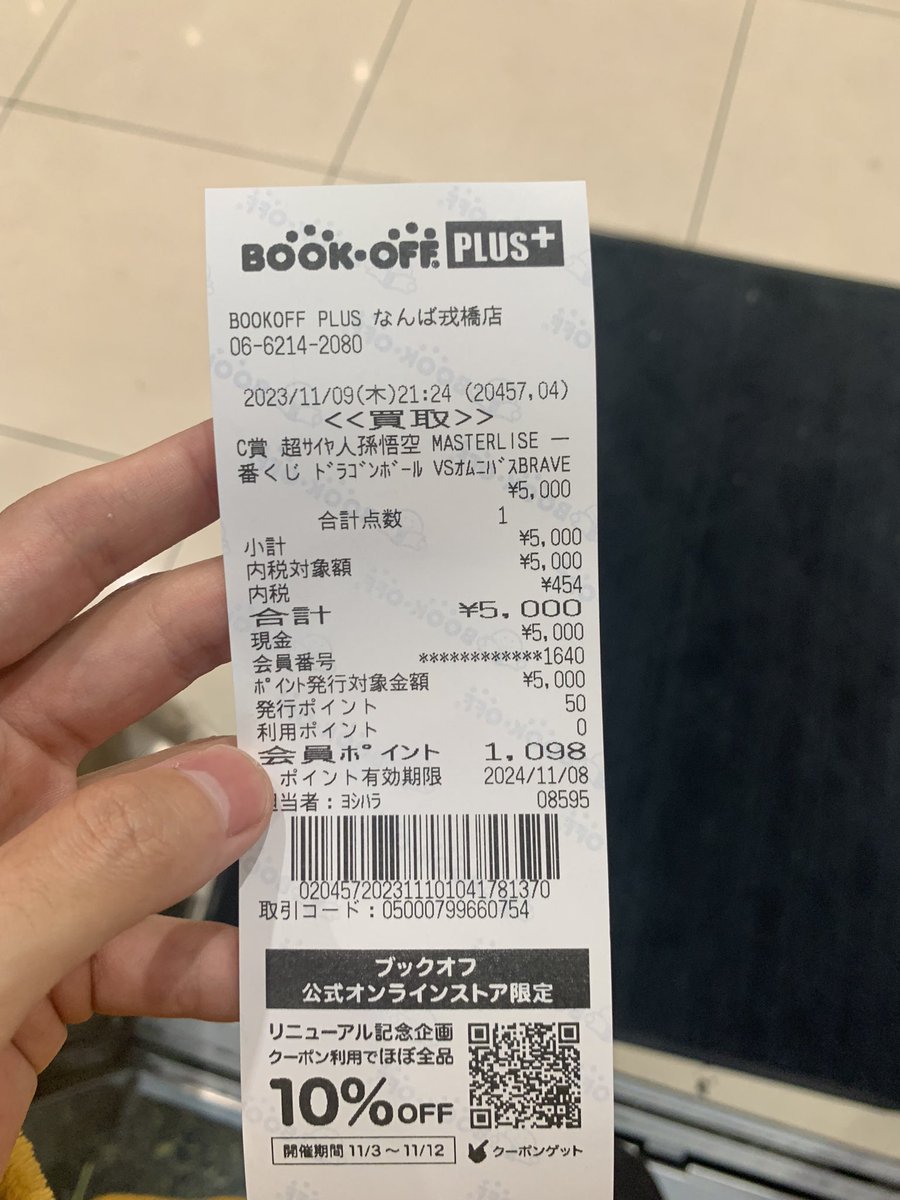 BOOK·OFF PLUS+
BOOKOFF PLUS なんば戎橋店
06-6214-2080
2023/11/09(木)21:24 (20457,04)
<<買取>>
C賞 超ｻｲﾔ人孫悟空 MASTERLISE 一
番くじ ﾄﾞﾗｺﾞﾝﾎﾞｰﾙ VSｵﾑﾆﾊﾞｽBRAVE
¥5,000
合計点数 1
小計 ¥5,000
内税対象額 ¥5,000
内税 ¥454
合計 ¥5,000
現金 ¥5,000
会員番号 ************1640
ﾎﾟｲﾝﾄ発行対象金額 ¥5,000
発行ポイント 50
利用ポイント 0
会員ﾎﾟイント 1,098
ポイント有効期限 2024/11/08
担当者：ﾖｼﾊﾗ 08595
020457202311101041781370
取引コード：05000799660754
ブックオフ
公式オンラインストア限定
リニューアル記念企画
クーポン利用でほぼ全品
10%OFF
開催期間 11/3～11/12
クーポンゲット